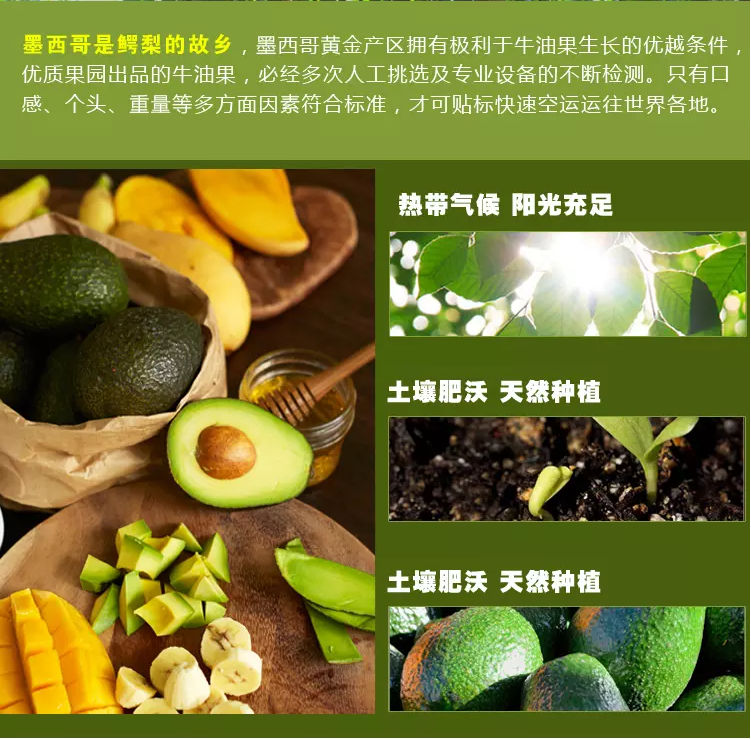 墨西哥是鳄梨的故乡，墨西哥黄金产区拥有极利于牛油果生长的优越条件，
优质果园出品的牛油果，必经多次人工挑选及专业设备的不断检测。只有口
感、个头、重量等多方面因素符合标准，才可贴标快速空运运往世界各地。
热带气候 阳光充足
土壤肥沃 天然种植
土壤肥沃 天然种植